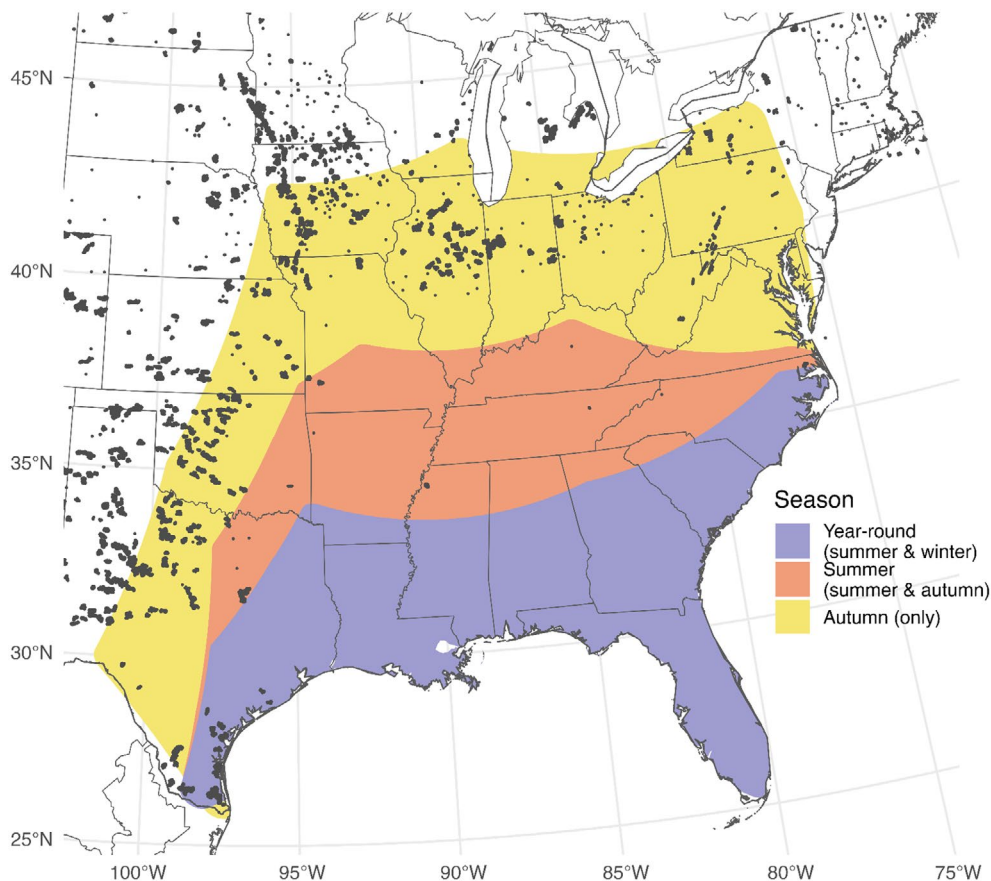 45°N
40°N
35°N
30°N
25°N
Season
Year-round
(summer & winter)
Summer
(summer & autumn)
Autumn (only)
100°W
95°W
90°W
85°W
80°W
75°W